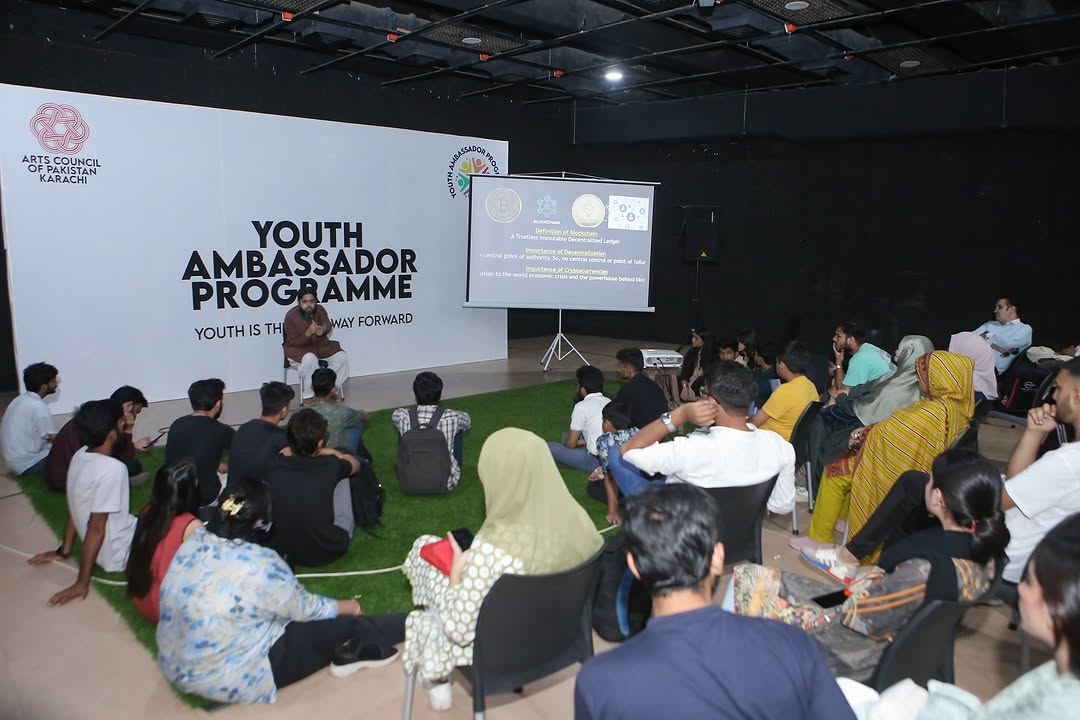 ARTS COUNCIL
OF PAKISTAN
KARACHI
YOUTH AMBASSADOR
YOUTH
AMBASSADOR
PROGRAMME
YOUTH IS TH WAY FORWARD
BLOCKCHAIN
Definition of Blockchain
A Trustless Immutable Decentralized Ledger
Importance of Decentralization
central point of authority. So, no central control or point of failur
Importance of Cryptocurrencies
ution to the world economic crisis and the powerhouse behind